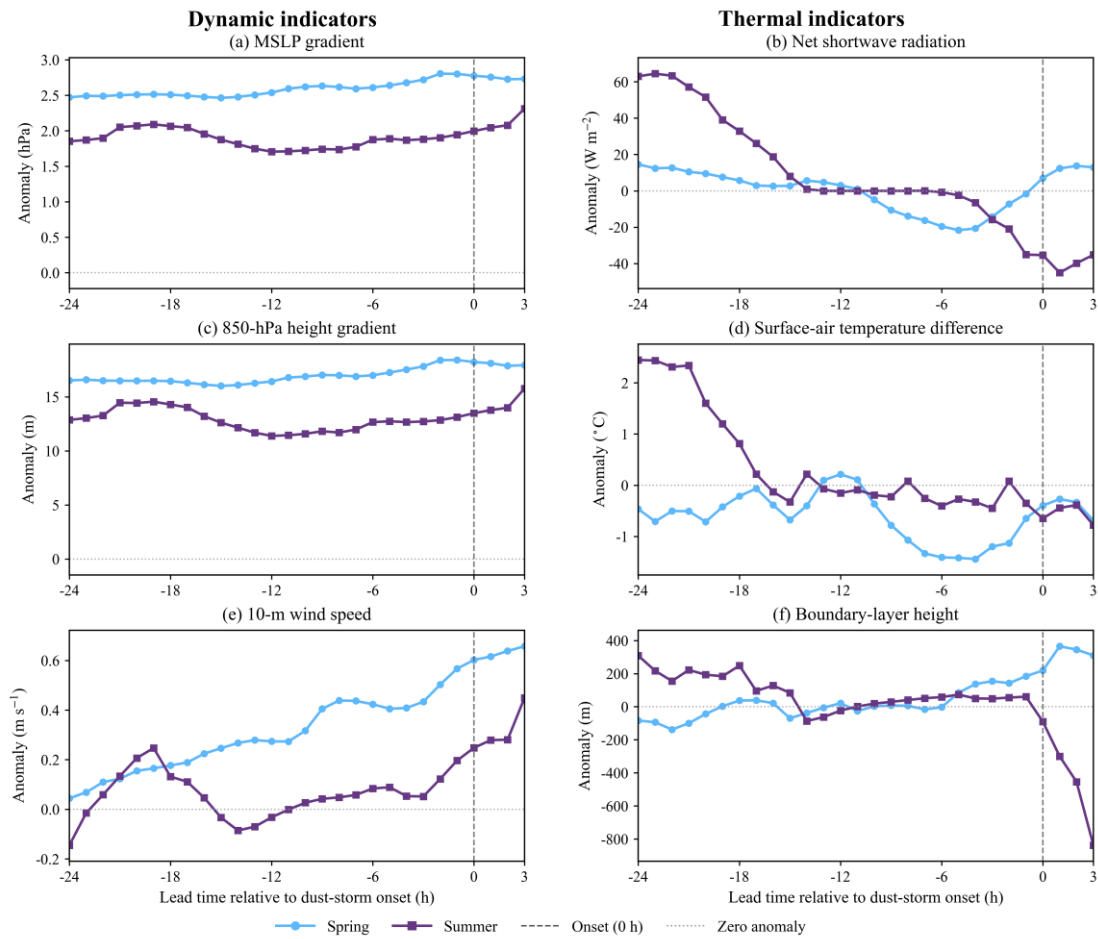 Dynamic indicators
Thermal indicators
(a) MSLP gradient
Anomaly (hPa)
3.0
2.5
2.0
1.5
1.0
0.5
0.0
-24 -18 -12 -6 0 3
(b) Net shortwave radiation
Anomaly (W m⁻²)
60
40
20
0
-20
-40
-24 -18 -12 -6 0 3
(c) 850-hPa height gradient
Anomaly (m)
15
10
5
0
-24 -18 -12 -6 0 3
(d) Surface-air temperature difference
Anomaly (°C)
2
1
0
-1
-24 -18 -12 -6 0 3
(e) 10-m wind speed
Anomaly (m s⁻¹)
0.6
0.4
0.2
0.0
-0.2
-24 -18 -12 -6 0 3
Lead time relative to dust-storm onset (h)
(f) Boundary-layer height
Anomaly (m)
400
200
0
-200
-400
-600
-800
-24 -18 -12 -6 0 3
Lead time relative to dust-storm onset (h)
Spring Summer Onset (0 h) Zero anomaly